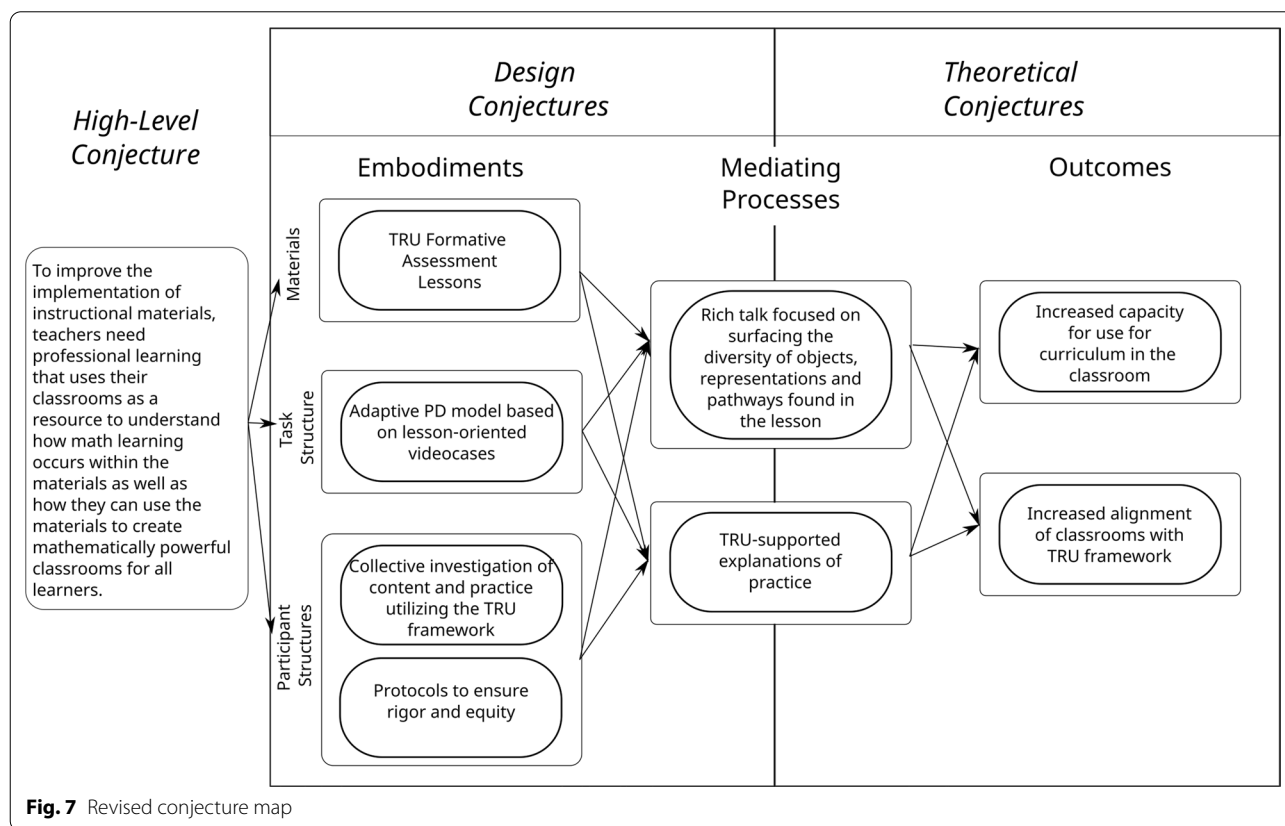 High-Level
Conjecture
To improve the
implementation of
instructional materials,
teachers need
professional learning
that uses their
classrooms as a
resource to understand
how math learning
occurs within the
materials as well as
how they can use the
materials to create
mathematically powerful
classrooms for all
learners.
Design
Conjectures
Theoretical
Conjectures
Embodiments
Mediating
Processes
Outcomes
Materials
TRU Formative
Assessment
Lessons
Task
Structure
Adaptive PD model based
on lesson-oriented
videocases
Participant
Structures
Collective investigation of
content and practice
utilizing the TRU
framework
Protocols to ensure
rigor and equity
Rich talk focused on
surfacing the
diversity of objects,
representations and
pathways found in
the lesson
TRU-supported
explanations of
practice
Increased capacity
for use for
curriculum in the
classroom
Increased alignment
of classrooms with
TRU framework
Fig. 7 Revised conjecture map